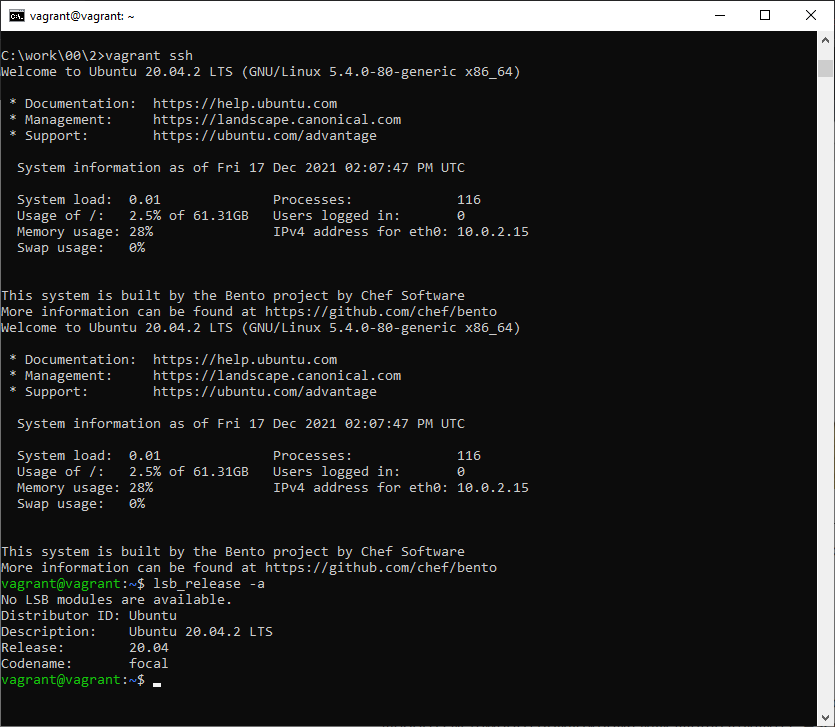 vagrant@vagrant: ~
C:\work\00\2>vagrant ssh
Welcome to Ubuntu 20.04.2 LTS (GNU/Linux 5.4.0-80-generic x86_64)
* Documentation:  https://help.ubuntu.com
* Management:     https://landscape.canonical.com
* Support:        https://ubuntu.com/advantage
System information as of Fri 17 Dec 2021 02:07:47 PM UTC
System load:  0.01              Processes:             116
Usage of /:   2.5% of 61.31GB   Users logged in:       0
Memory usage: 28%               IPv4 address for eth0: 10.0.2.15
Swap usage:   0%
This system is built by the Bento project by Chef Software
More information can be found at https://github.com/chef/bento
Welcome to Ubuntu 20.04.2 LTS (GNU/Linux 5.4.0-80-generic x86_64)
* Documentation:  https://help.ubuntu.com
* Management:     https://landscape.canonical.com
* Support:        https://ubuntu.com/advantage
System information as of Fri 17 Dec 2021 02:07:47 PM UTC
System load:  0.01              Processes:             116
Usage of /:   2.5% of 61.31GB   Users logged in:       0
Memory usage: 28%               IPv4 address for eth0: 10.0.2.15
Swap usage:   0%
This system is built by the Bento project by Chef Software
More information can be found at https://github.com/chef/bento
vagrant@vagrant:~$ lsb_release -a
No LSB modules are available.
Distributor ID: Ubuntu
Description:    Ubuntu 20.04.2 LTS
Release:        20.04
Codename:       focal
vagrant@vagrant:~$